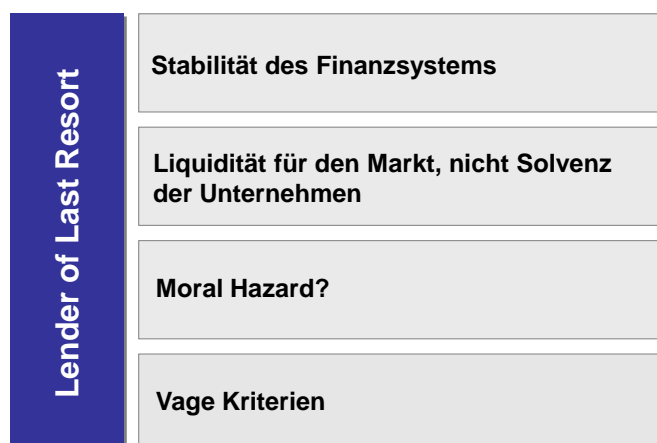 Lender of Last Resort
Stabilität des Finanzsystems
Liquidität für den Markt, nicht Solvenz
der Unternehmen
Moral Hazard?
Vage Kriterien